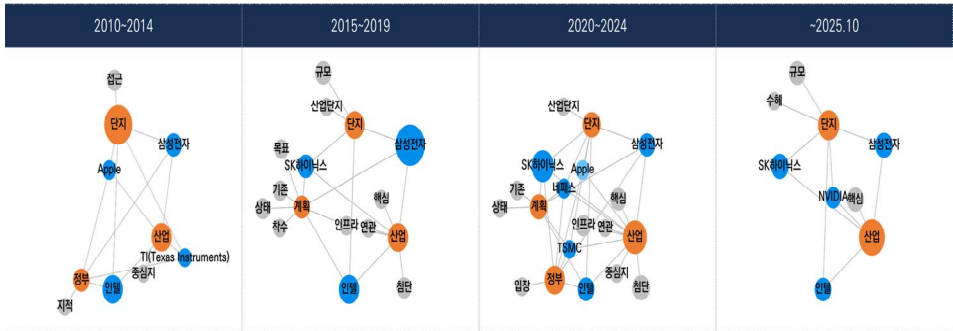 2010~2014
2015~2019
2020~2024
~2025.10
접근
단지
삼성전자
Apple
산업
TI(Texas Instruments)
중심지
정부
인텔
지적
규모
산업단지
단지
삼성전자
목표
SK하이닉스
기존
상태
계획
착수
핵심
인프라
연관
산업
인텔
첨단
산업단지
단지
삼성전자
SK하이닉스
Apple
네패스
기존
상태
계획
핵심
인프라
연관
산업
TSMC
정부
중심지
입장
인텔
첨단
규모
수혜
단지
삼성전자
SK하이닉스
NVIDIA
핵심
산업
인텔